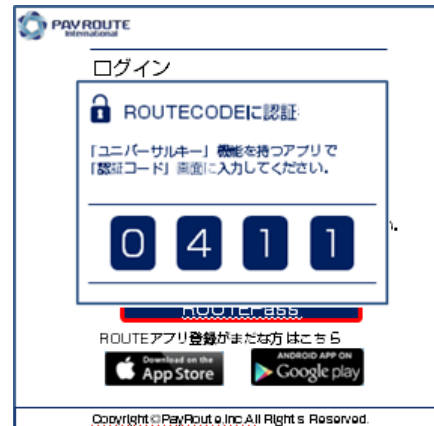 PAYROUTE
International
ログイン
ROUTECODEに認証
「ユニバーサルキー」機能を持つアプリで
「認証コード」画面に入力してください。
0 4 1 1
い。
ROUTEPass
ROUTEアプリ登録がまだな方はこちら
Download on the
App Store
ANDROID APP ON
Google play
Copyright©PayRoute.Inc.All Rights Reserved.